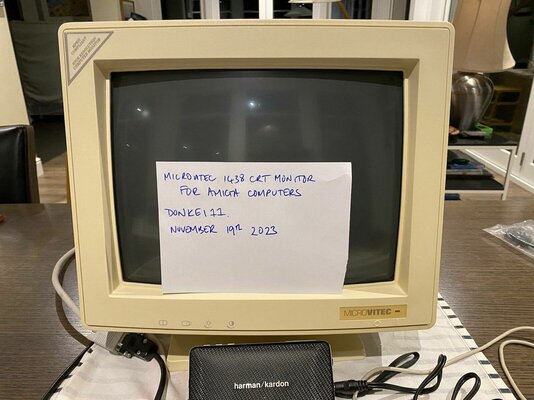 MICROVITEC 1438 CRT MONITOR
FOR AMIGA COMPUTERS
DONKEI11.
NOVEMBER 19TH 2023
MICROVITEC
harman/kardon